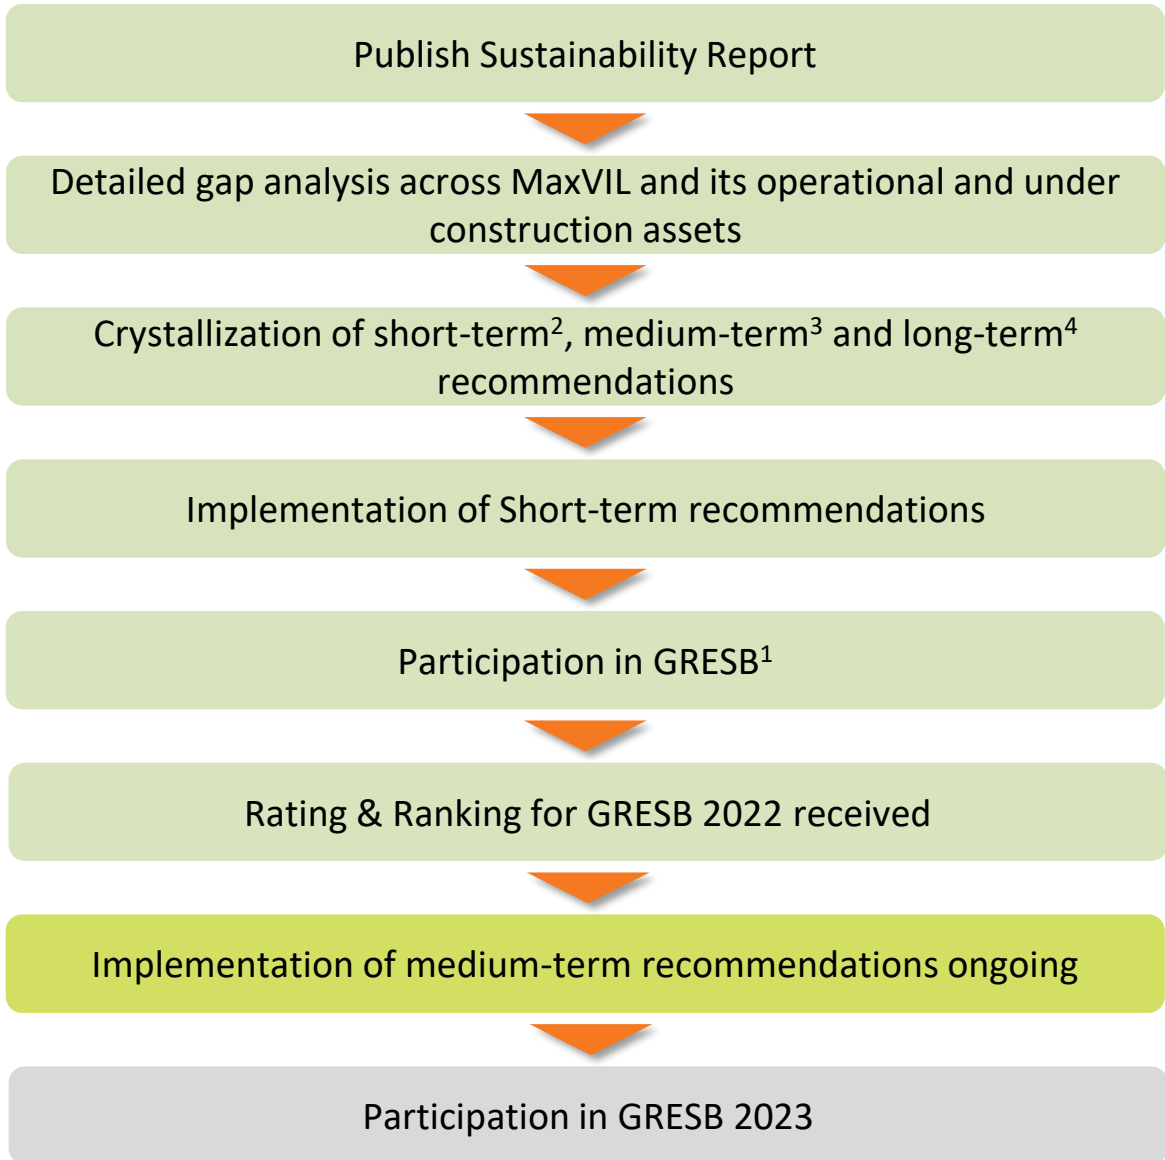 Publish Sustainability Report
Detailed gap analysis across MaxVIL and its operational and under
construction assets
Crystallization of short-term², medium-term³ and long-term⁴
recommendations
Implementation of Short-term recommendations
Participation in GRESB¹
Rating & Ranking for GRESB 2022 received
Implementation of medium-term recommendations ongoing
Participation in GRESB 2023